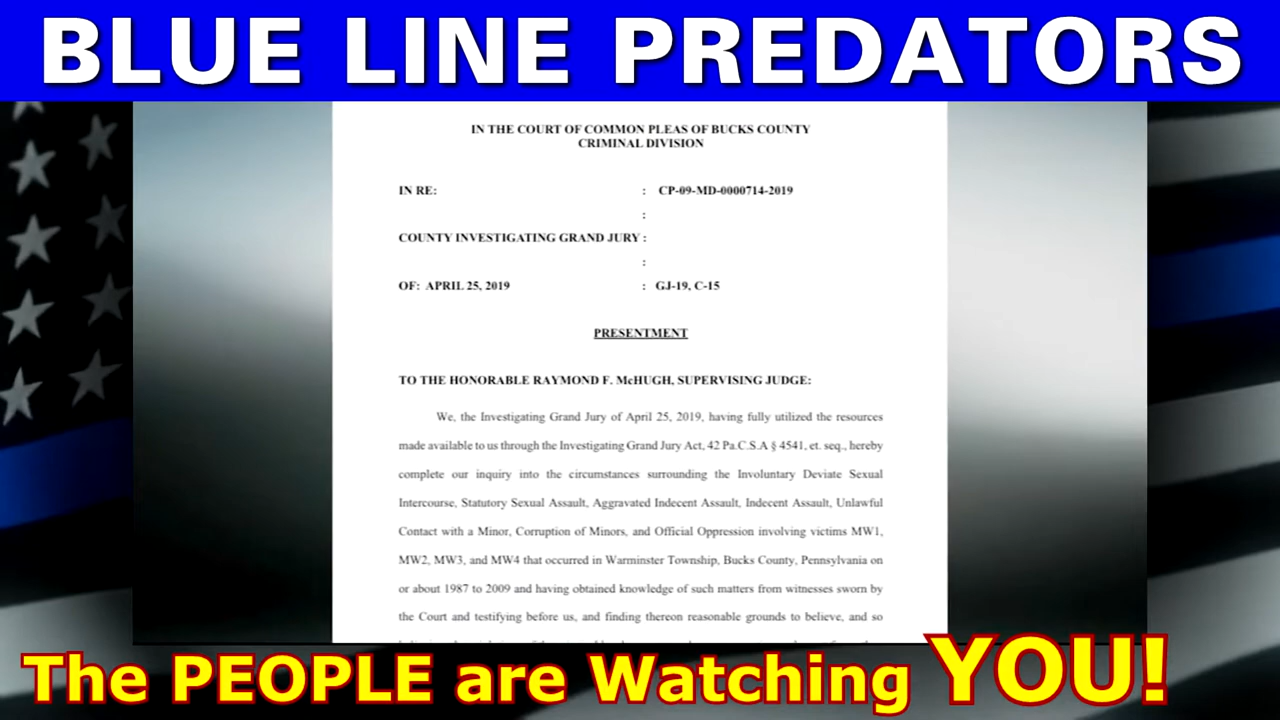 BLUE LINE PREDATORS
IN THE COURT OF COMMON PLEAS OF BUCKS COUNTY
CRIMINAL DIVISION
IN RE: : CP-09-MD-0000714-2019
:
COUNTY INVESTIGATING GRAND JURY :
:
OF: APRIL 25, 2019 : GJ-19, C-15
PRESENTMENT
TO THE HONORABLE RAYMOND F. McHUGH, SUPERVISING JUDGE:
We, the Investigating Grand Jury of April 25, 2019, having fully utilized the resources
made available to us through the Investigating Grand Jury Act, 42 Pa.C.S.A § 4541, et. seq., hereby
complete our inquiry into the circumstances surrounding the Involuntary Deviate Sexual
Intercourse, Statutory Sexual Assault, Aggravated Indecent Assault, Indecent Assault, Unlawful
Contact with a Minor, Corruption of Minors, and Official Oppression involving victims MW1,
MW2, MW3, and MW4 that occurred in Warminster Township, Bucks County, Pennsylvania on
or about 1987 to 2009 and having obtained knowledge of such matters from witnesses sworn by
the Court and testifying before us, and finding thereon reasonable grounds to believe, and so
The PEOPLE are Watching YOU!